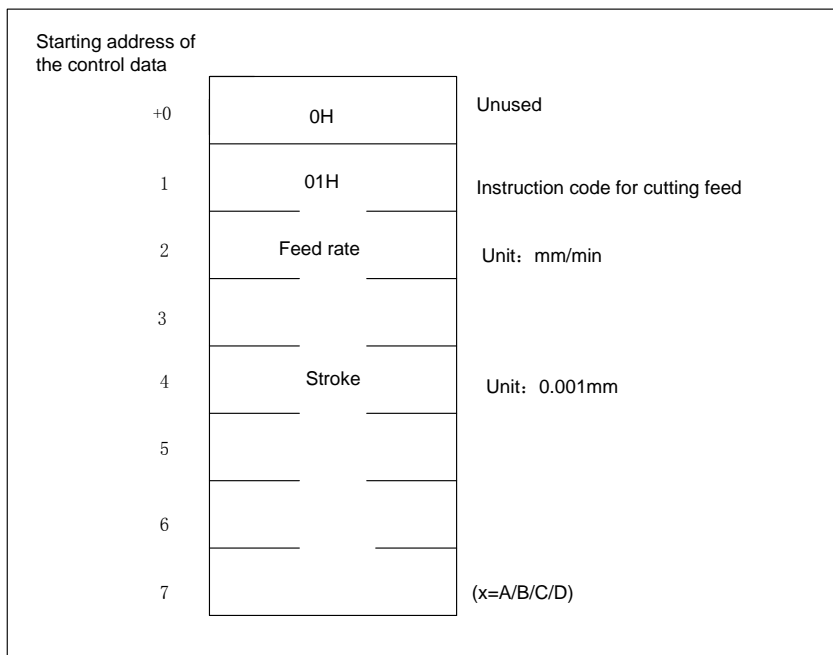 Starting address of
the control data
+0 0H Unused
1 01H Instruction code for cutting feed
2 Feed rate Unit：mm/min
3
4 Stroke Unit：0.001mm
5
6
7 (x=A/B/C/D)